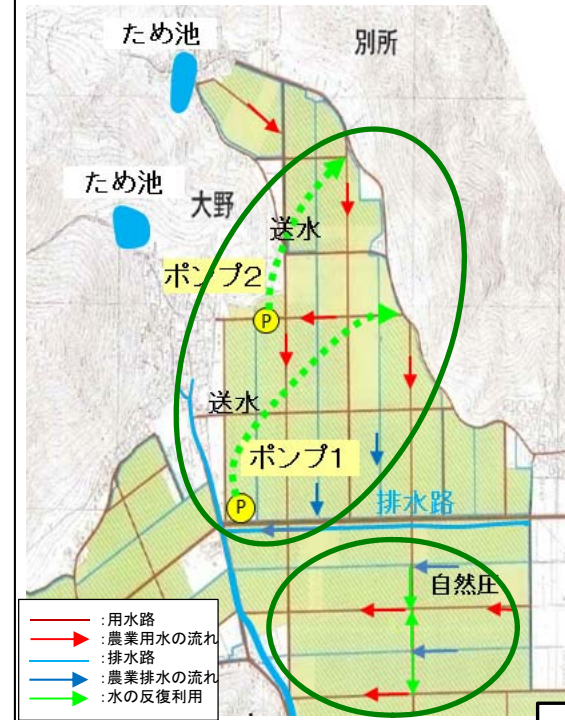 ため池
別所
ため池
大野
送水
ポンプ2
P
送水
ポンプ1
P
排水路
自然圧
:用水路
:農業用水の流れ
:排水路
:農業排水の流れ
:水の反復利用